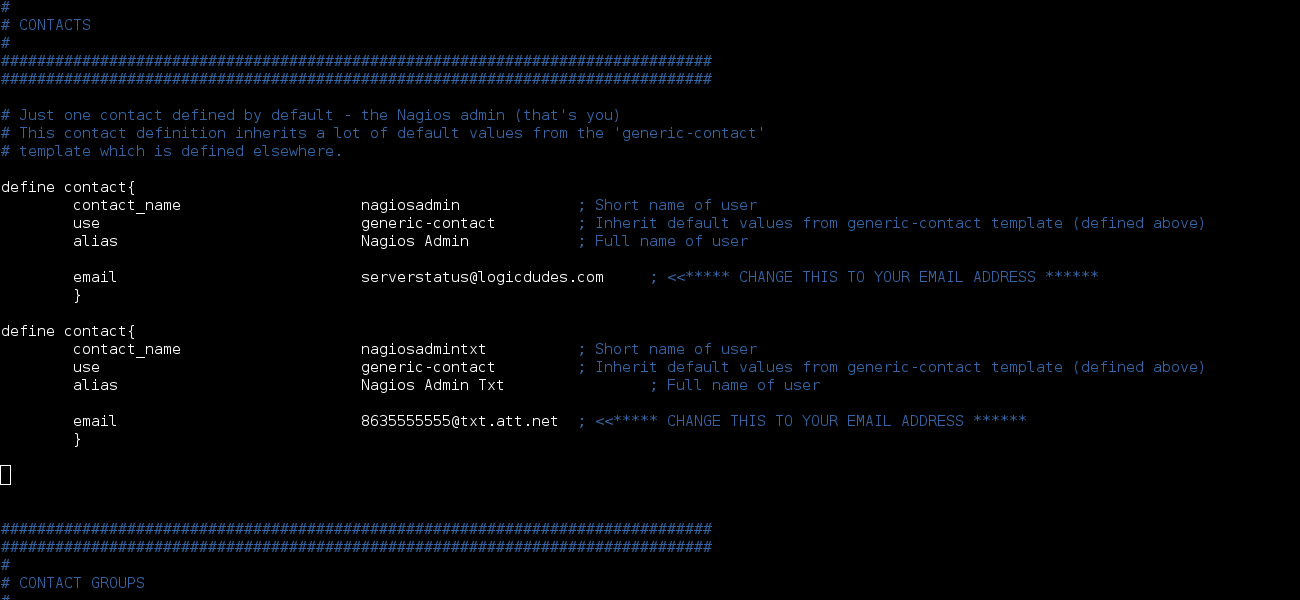 #
# CONTACTS
#
###############################################################################
###############################################################################
# Just one contact defined by default - the Nagios admin (that's you)
# This contact definition inherits a lot of default values from the 'generic-contact'
# template which is defined elsewhere.
define contact{
contact_name nagiosadmin ; Short name of user
use generic-contact ; Inherit default values from generic-contact template (defined above)
alias Nagios Admin ; Full name of user
email serverstatus@logicdudes.com ; <<***** CHANGE THIS TO YOUR EMAIL ADDRESS ******
}
define contact{
contact_name nagiosadmintxt ; Short name of user
use generic-contact ; Inherit default values from generic-contact template (defined above)
alias Nagios Admin Txt ; Full name of user
email 8635555555@txt.att.net ; <<***** CHANGE THIS TO YOUR EMAIL ADDRESS ******
}
###############################################################################
###############################################################################
#
# CONTACT GROUPS
#